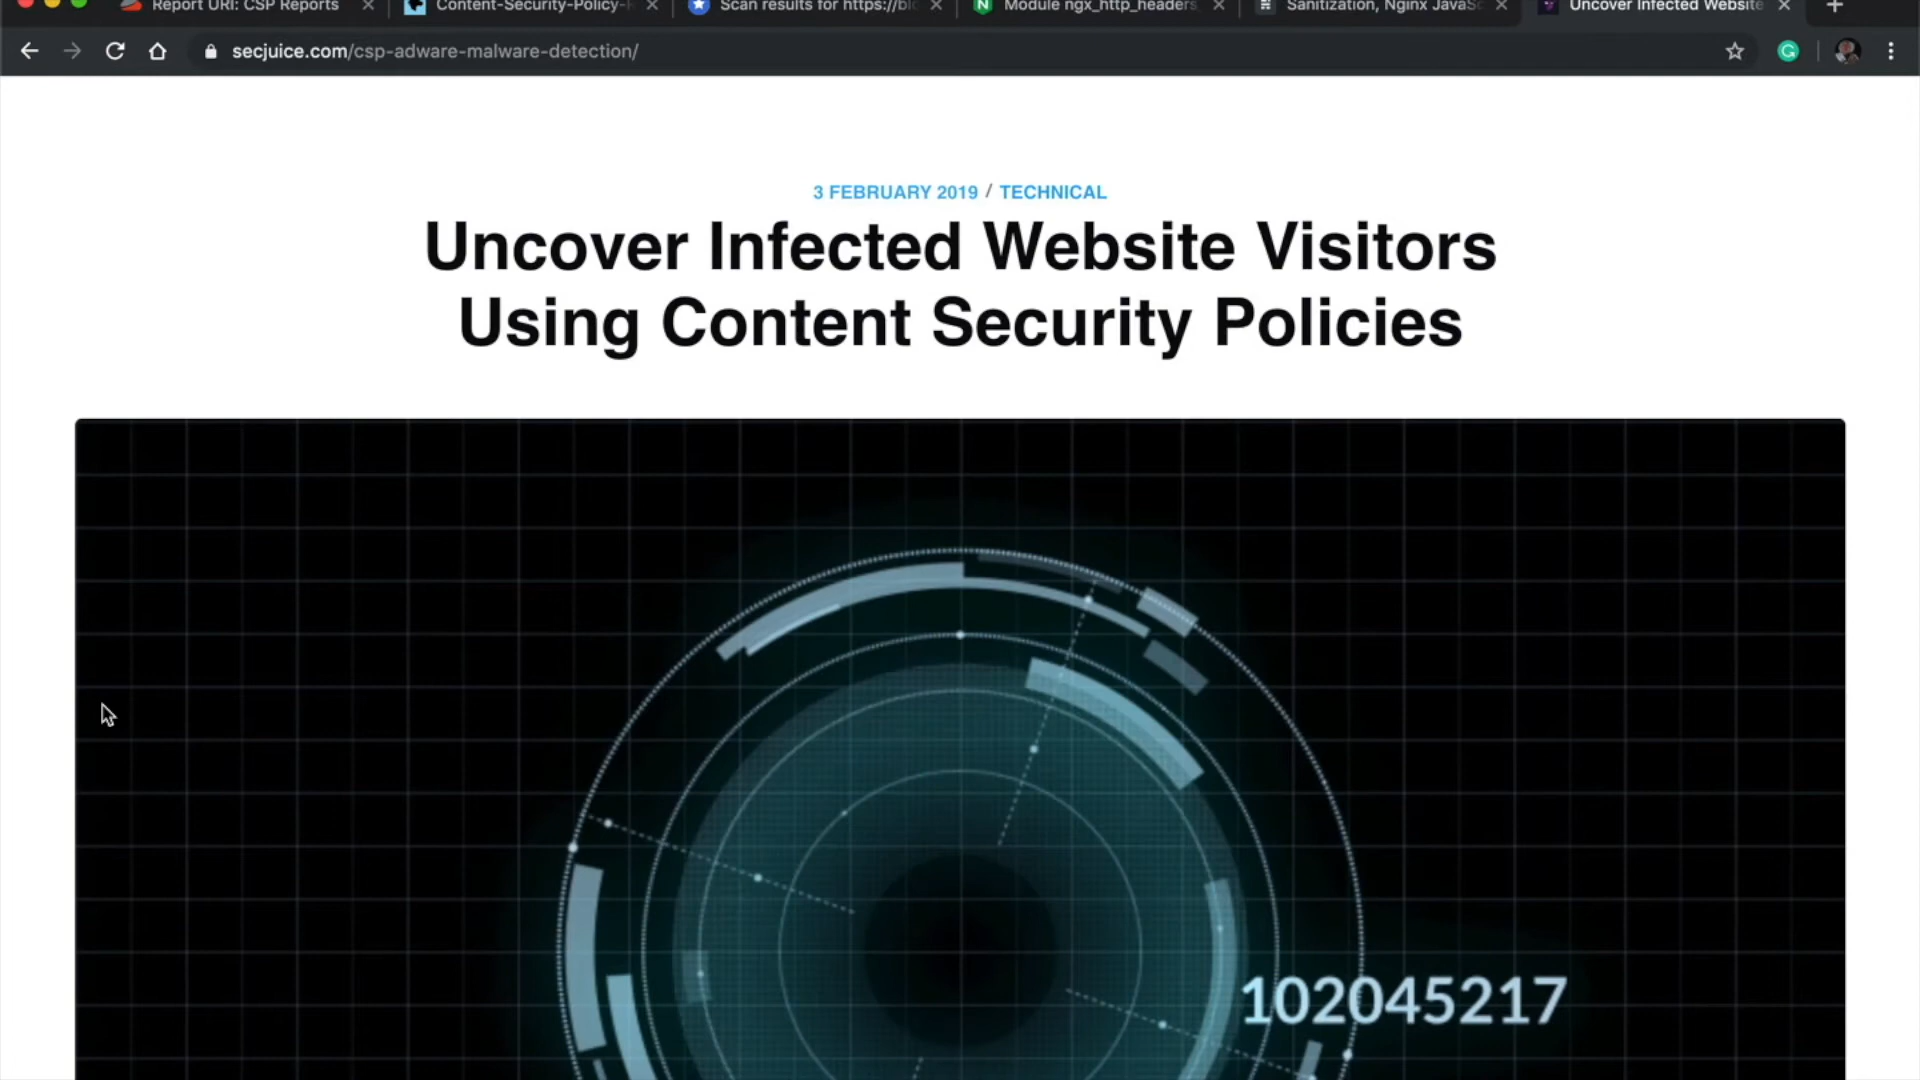 Report URI: CSP Reports
Content-Security-Policy-
Scan results for https://blo
Module ngx_http_headers
Sanitization, Nginx JavaSc
Uncover Infected Website
secjuice.com/csp-adware-malware-detection/
3 FEBRUARY 2019 / TECHNICAL
Uncover Infected Website Visitors
Using Content Security Policies
102045217